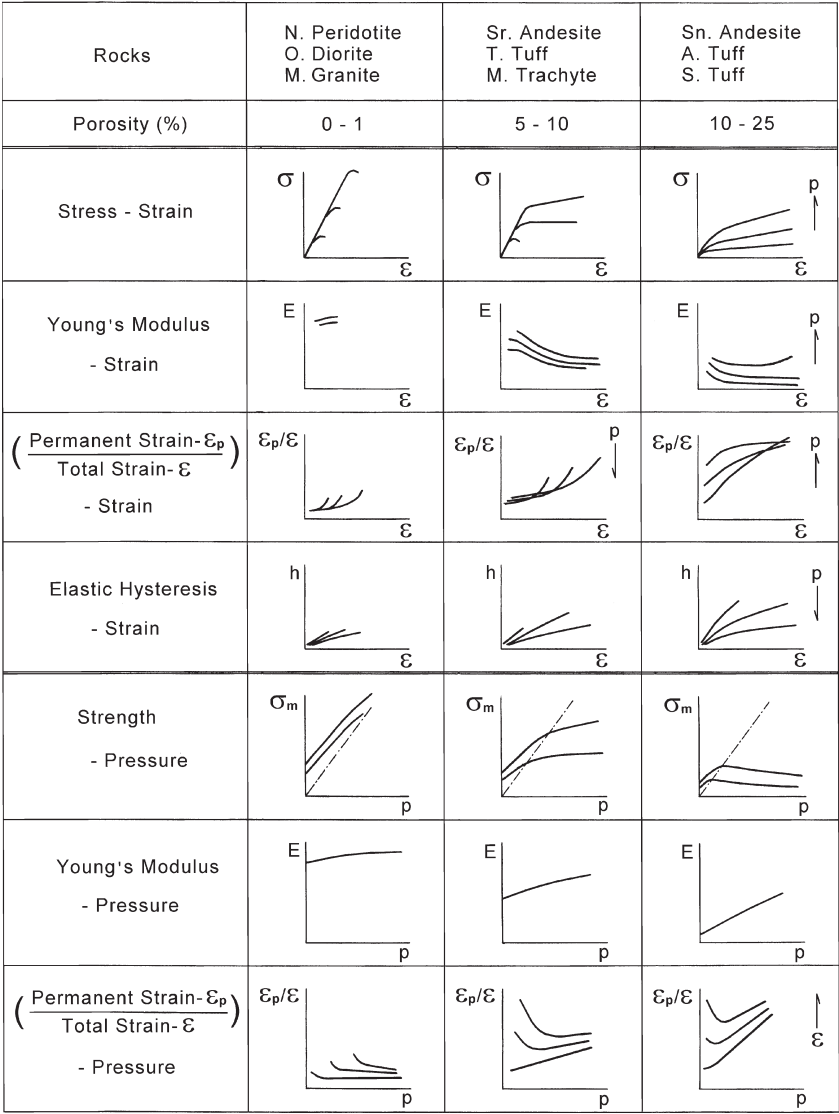 Rocks
N. Peridotite
O. Diorite
M. Granite
Sr. Andesite
T. Tuff
M. Trachyte
Sn. Andesite
A. Tuff
S. Tuff
Porosity (%)
0 - 1
5 - 10
10 - 25
Stress - Strain
σ
ε
σ
ε
σ
p
ε
Young's Modulus
- Strain
E
ε
E
ε
E
p
ε
( Permanent Strain-εp )
Total Strain-ε
- Strain
εp/ε
ε
εp/ε
p
ε
εp/ε
p
ε
Elastic Hysteresis
- Strain
h
ε
h
ε
h
p
ε
Strength
- Pressure
σm
p
σm
p
σm
p
Young's Modulus
- Pressure
E
p
E
p
E
p
( Permanent Strain-εp )
Total Strain-ε
- Pressure
εp/ε
p
εp/ε
p
εp/ε
ε
p